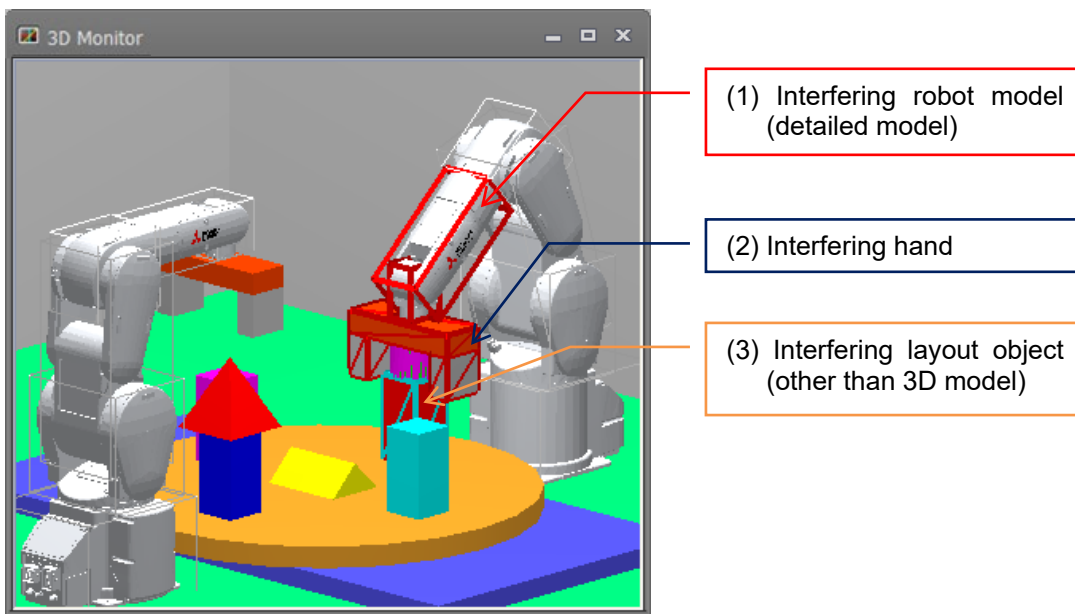 3D Monitor
(1) Interfering robot model
(detailed model)
(2) Interfering hand
(3) Interfering layout object
(other than 3D model)